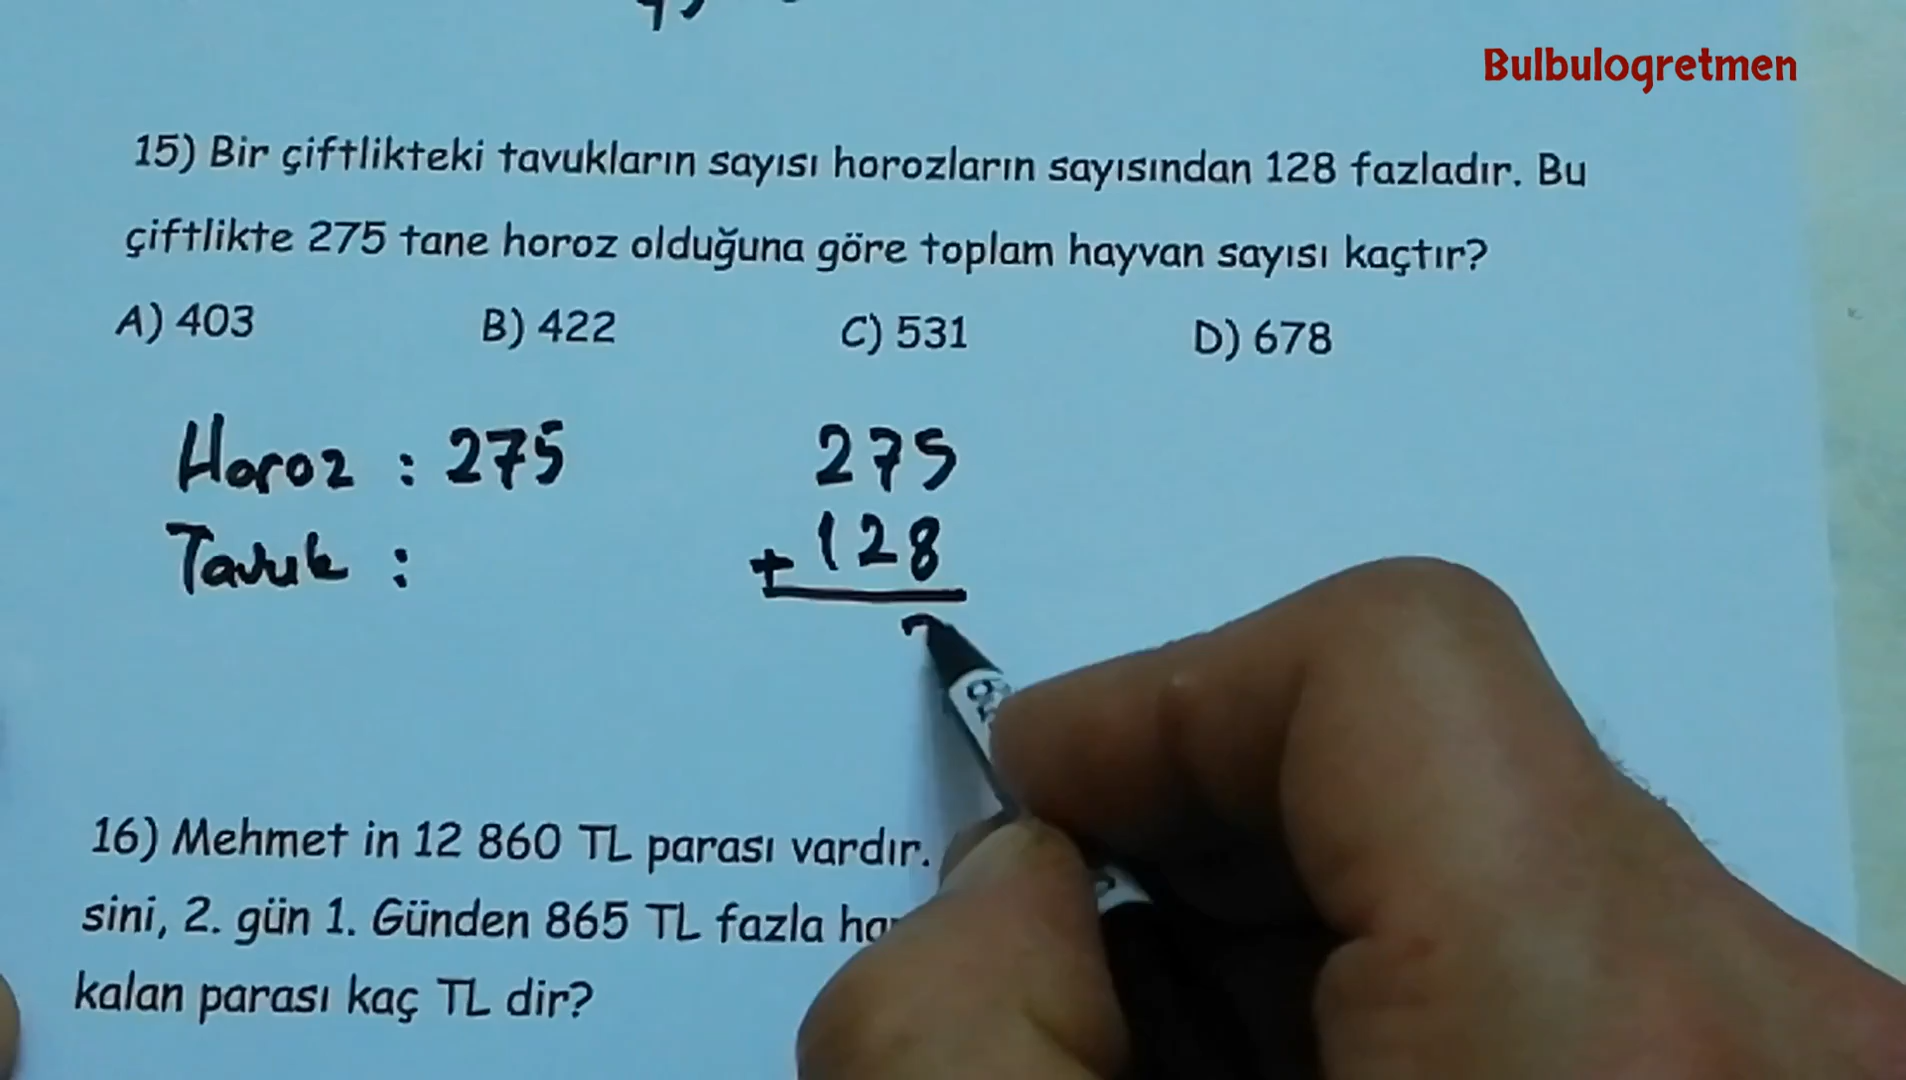 Bulbulogretmen
15) Bir çiftlikteki tavukların sayısı horozların sayısından 128 fazladır. Bu
çiftlikte 275 tane horoz olduğuna göre toplam hayvan sayısı kaçtır?
A) 403 B) 422 C) 531 D) 678
Horoz : 275 275
Tavuk : + 128
16) Mehmet in 12 860 TL parası vardır.
sini, 2. gün 1. Günden 865 TL fazla
kalan parası kaç TL dir?